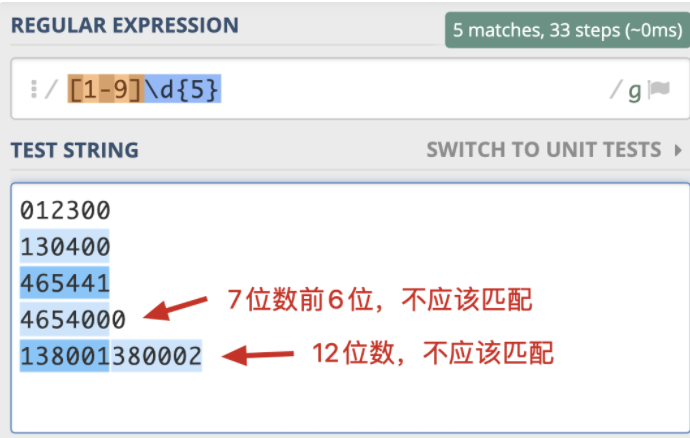 REGULAR EXPRESSION
5 matches, 33 steps (~0ms)
/ [1-9]\d{5} / g
TEST STRING
SWITCH TO UNIT TESTS
012300
130400
465441
4654000
7位数前6位，不应该匹配
138001380002
12位数，不应该匹配